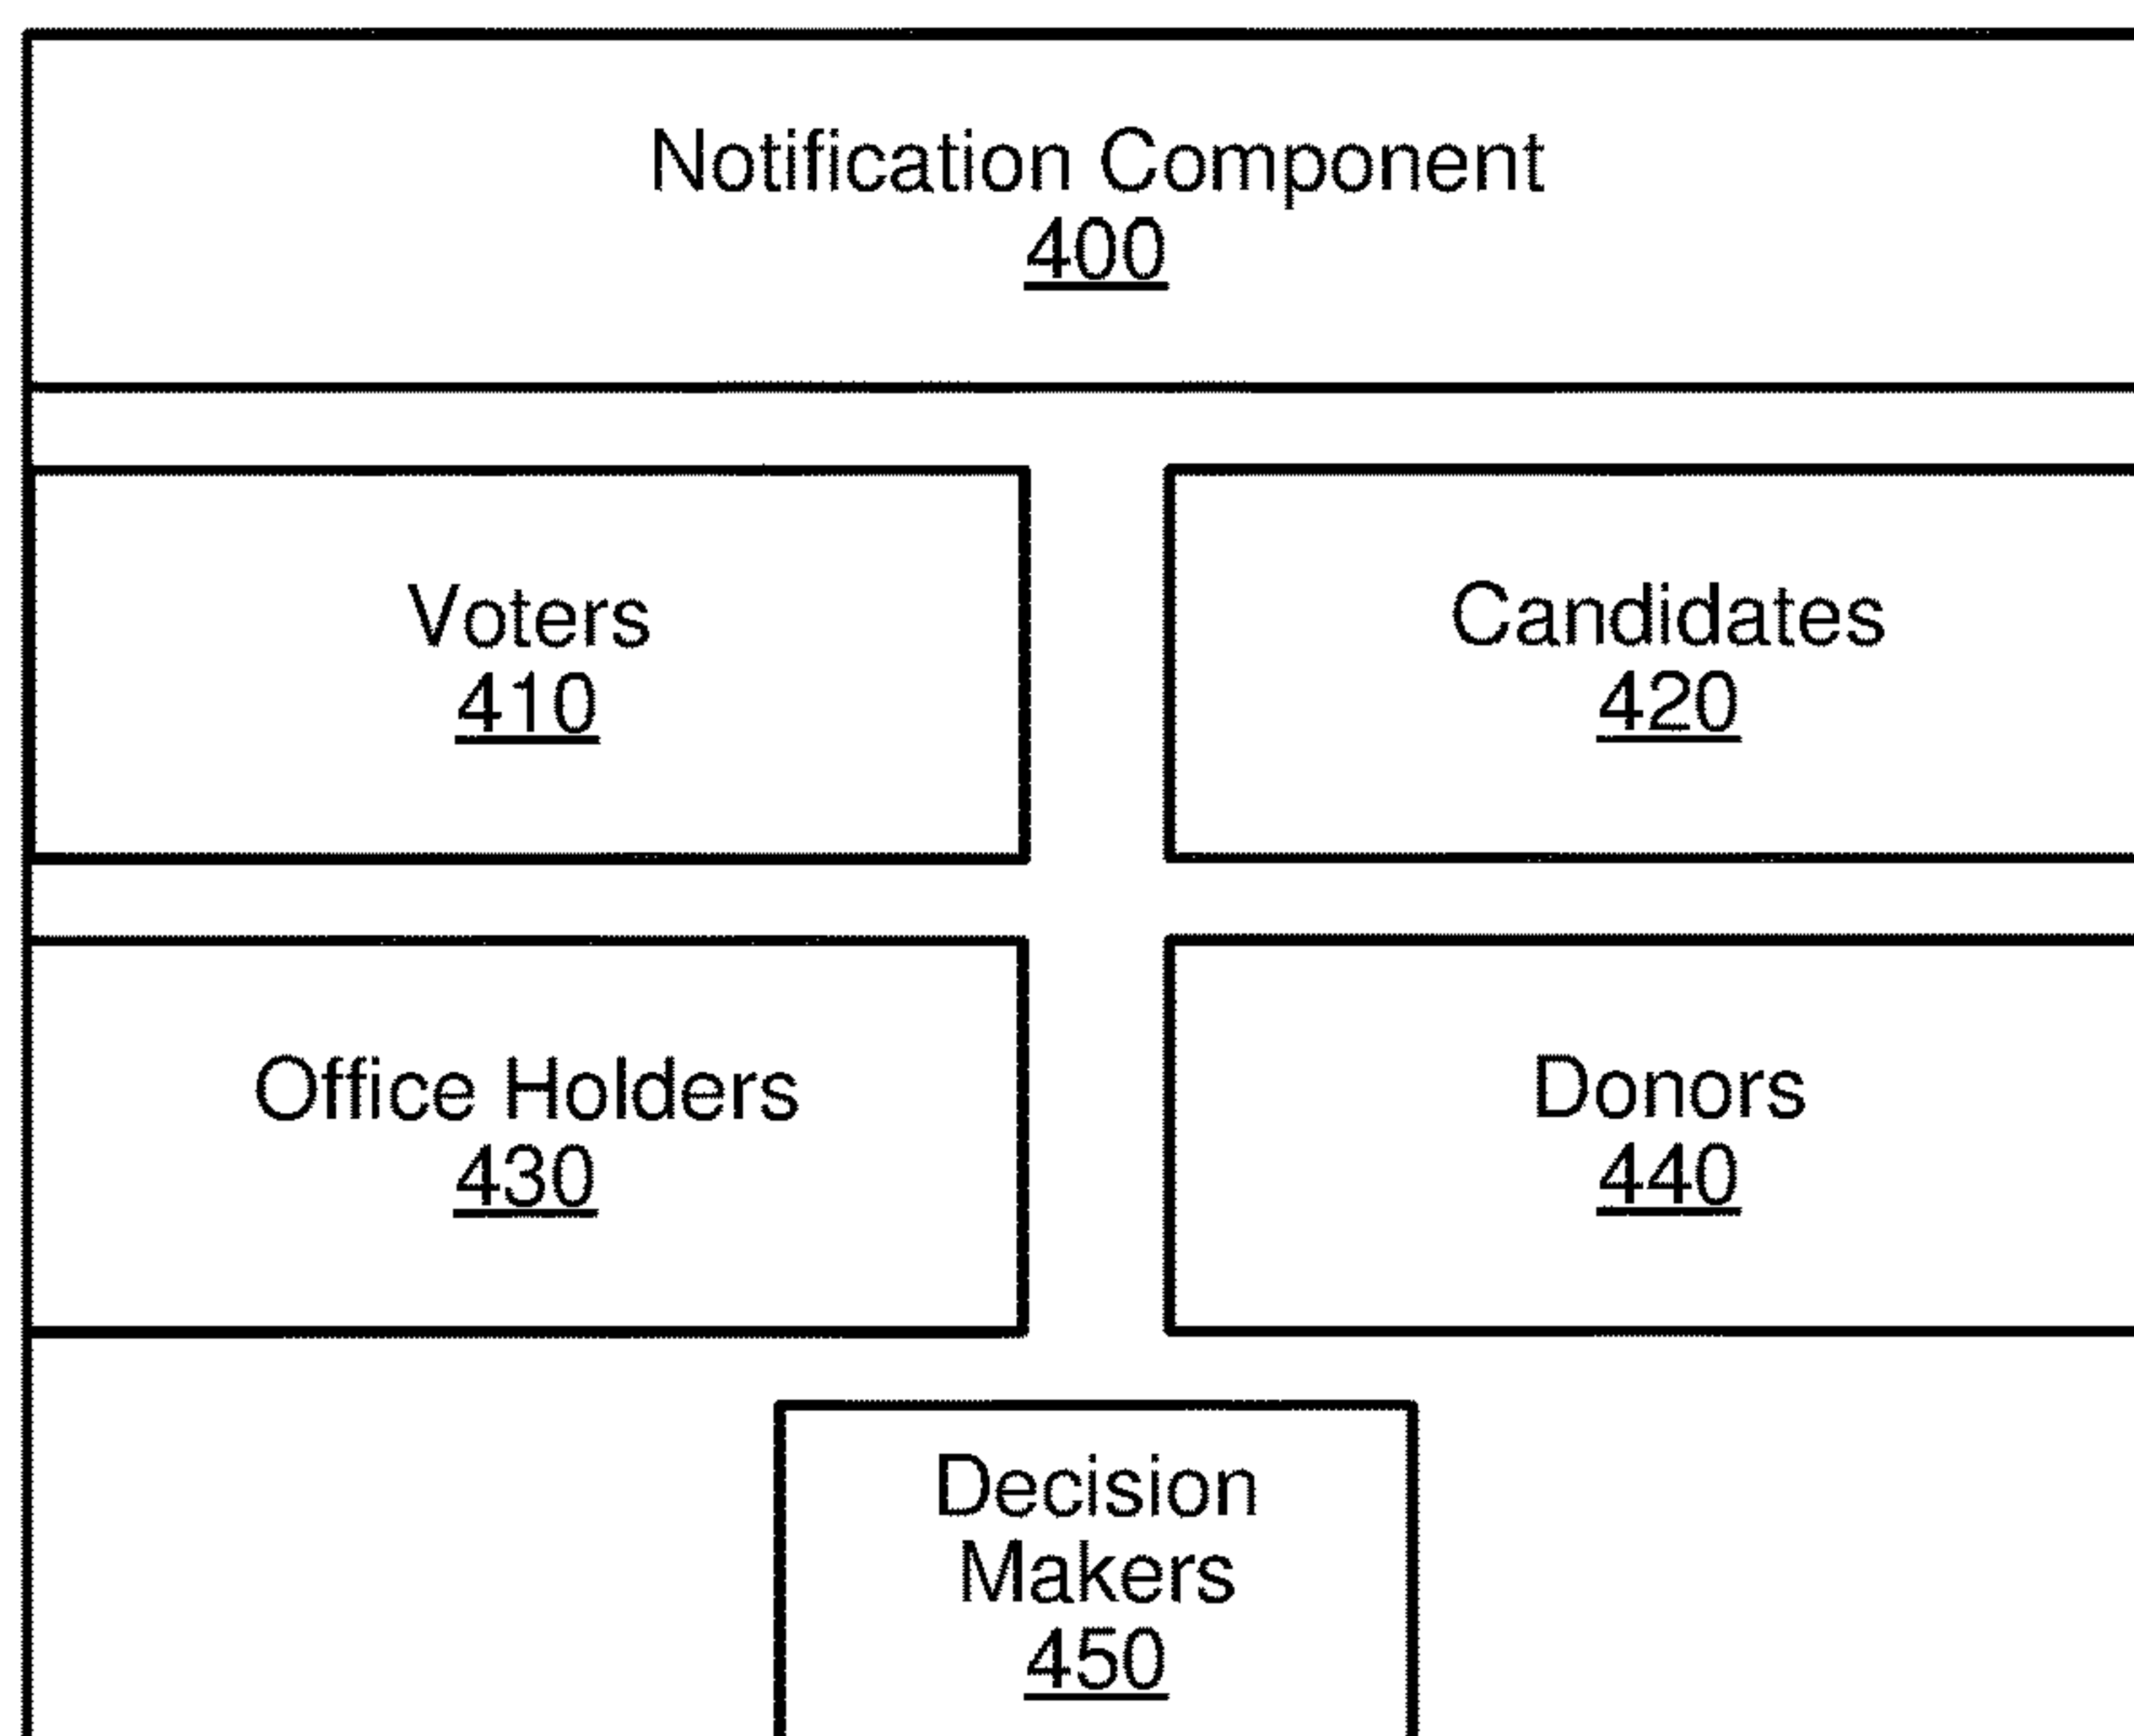 Notification Component
400
Voters
410
Candidates
420
Office Holders
430
Donors
440
Decision
Makers
450